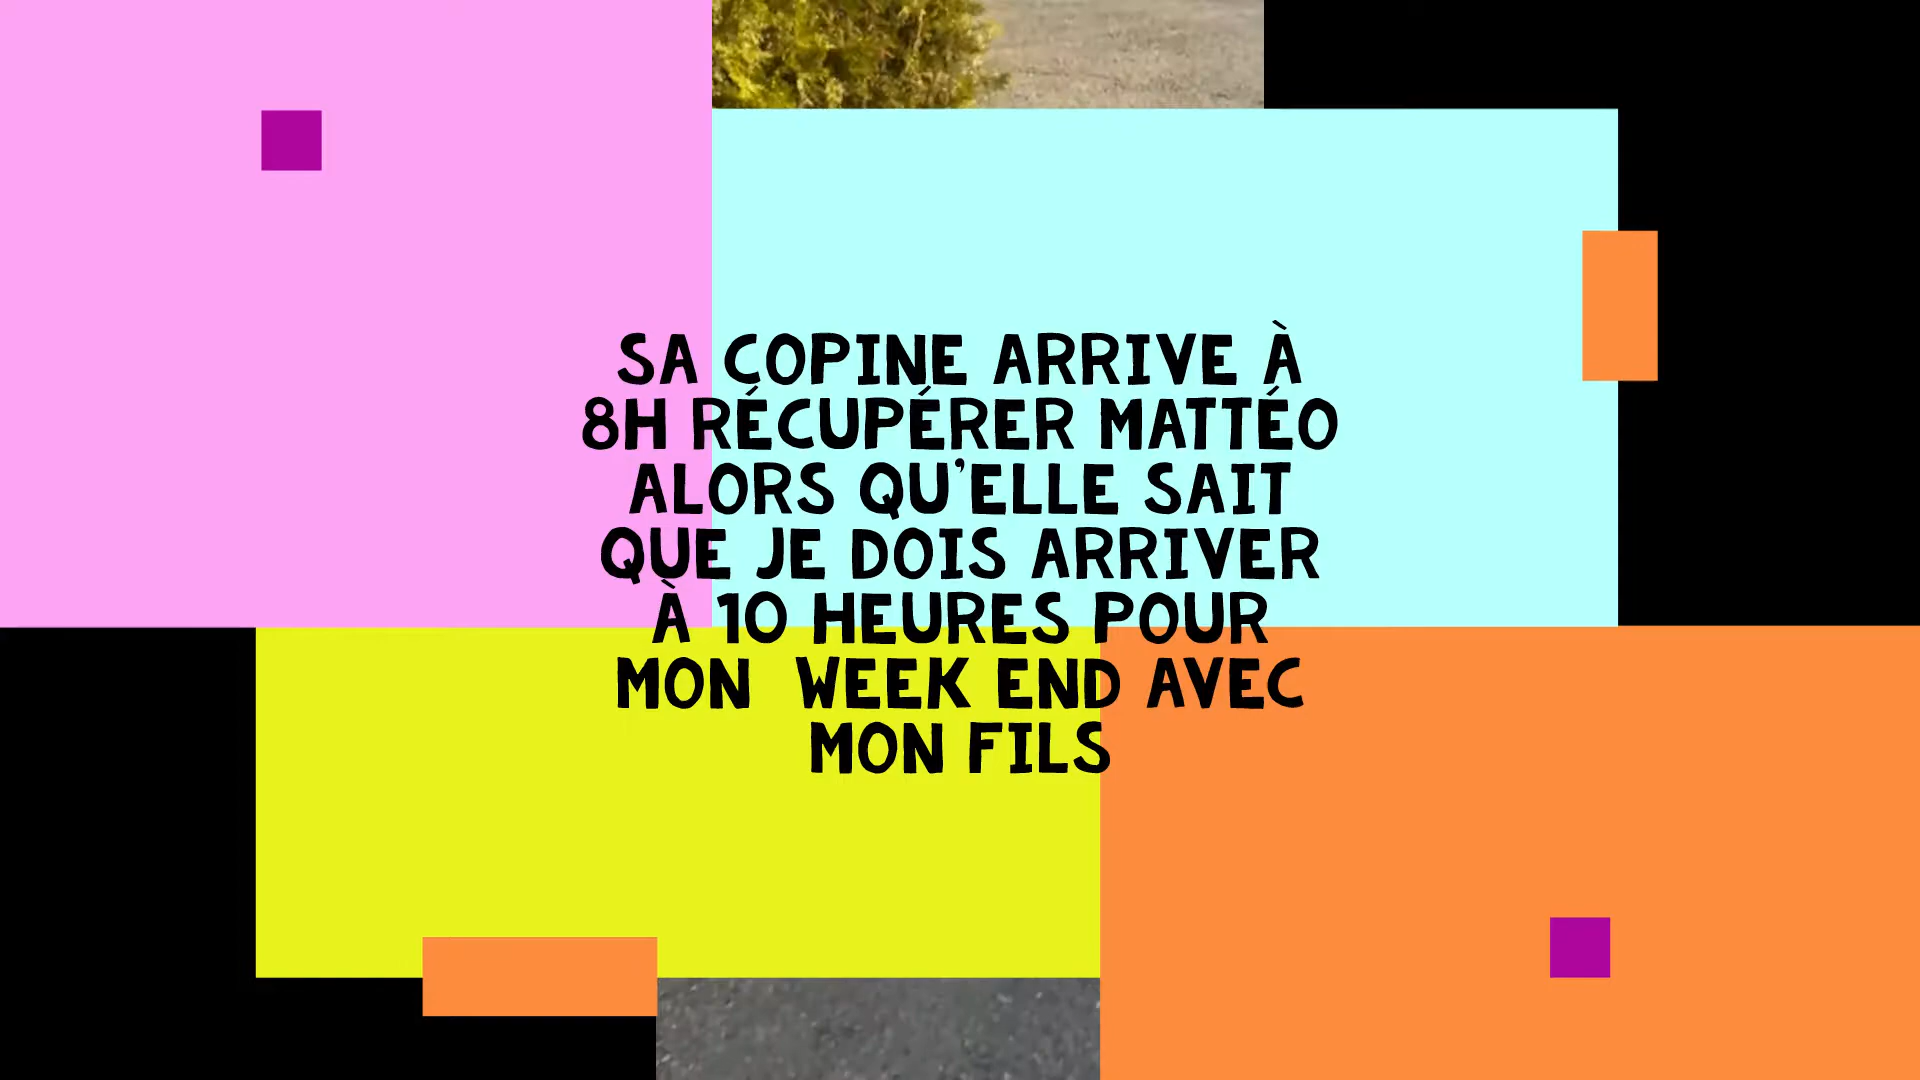 SA COPINE ARRIVE À
8H RÉCUPÉRER MATTÉO
ALORS QU'ELLE SAIT
QUE JE DOIS ARRIVER
À 10 HEURES POUR
MON  WEEK END AVEC
MON FILS